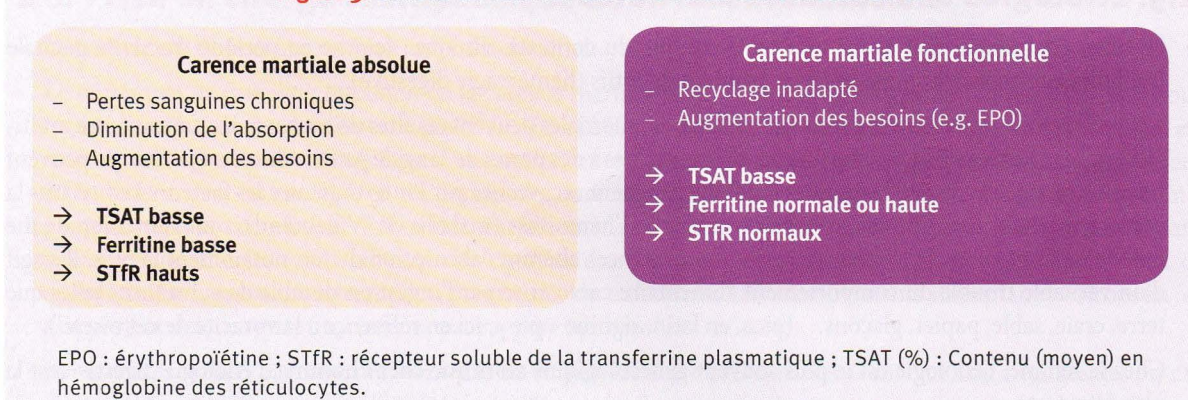 Carence martiale absolue
– Pertes sanguines chroniques
– Diminution de l'absorption
– Augmentation des besoins
→ TSAT basse
→ Ferritine basse
→ STfR hauts
Carence martiale fonctionnelle
– Recyclage inadapté
– Augmentation des besoins (e.g. EPO)
→ TSAT basse
→ Ferritine normale ou haute
→ STfR normaux
EPO : érythropoïétine ; STfR : récepteur soluble de la transferrine plasmatique ; TSAT (%) : Contenu (moyen) en
hémoglobine des réticulocytes.